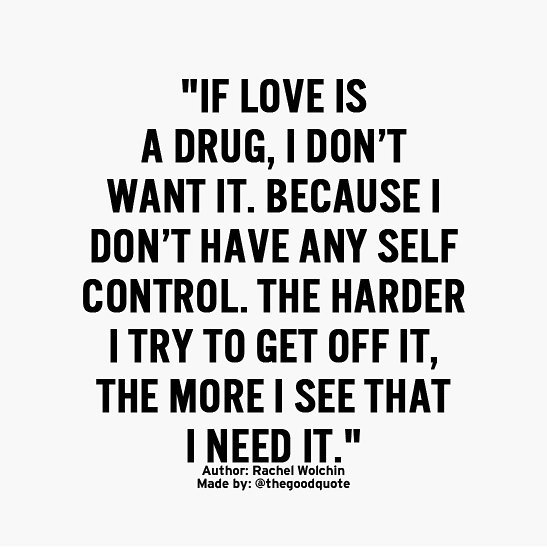 "IF LOVE IS
A DRUG, I DON’T
WANT IT. BECAUSE I
DON’T HAVE ANY SELF
CONTROL. THE HARDER
I TRY TO GET OFF IT,
THE MORE I SEE THAT
I NEED IT."
Author: Rachel Wolchin
Made by: @thegoodquote